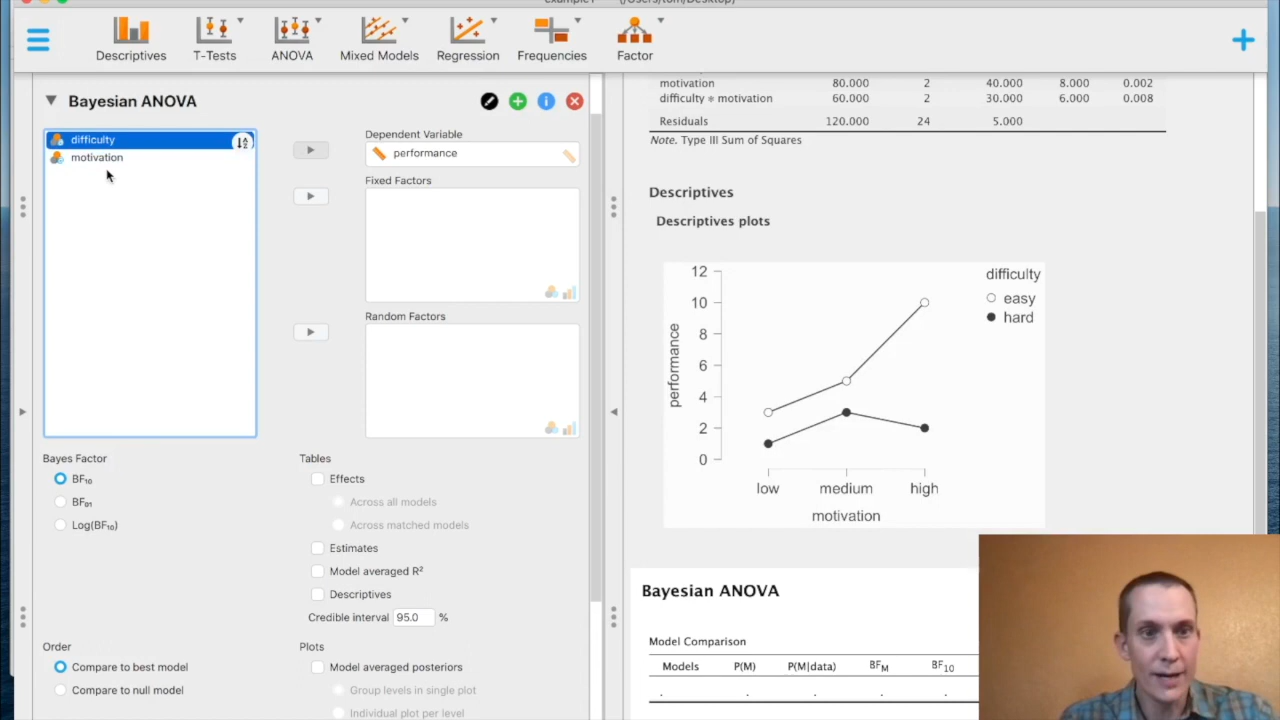 Descriptives T-Tests ANOVA Mixed Models Regression Frequencies Factor
Bayesian ANOVA
difficulty
motivation
Dependent Variable
performance
Fixed Factors
Random Factors
Bayes Factor
BF₁₀
BF₀₁
Log(BF₁₀)
Tables
Effects
Across all models
Across matched models
Estimates
Model averaged R²
Descriptives
Credible interval 95.0 %
Order
Compare to best model
Compare to null model
Plots
Model averaged posteriors
Group levels in single plot
Individual plot per level
motivation 80.000 2 40.000 8.000 0.002
difficulty ∗ motivation 60.000 2 30.000 6.000 0.008
Residuals 120.000 24 5.000
Note. Type III Sum of Squares
Descriptives
Descriptives plots
12
10
8
6
4
2
0
performance
low medium high
motivation
difficulty
easy
hard
Bayesian ANOVA
Model Comparison
Models P(M) P(M|data) BF_M BF₁₀
. . . . .